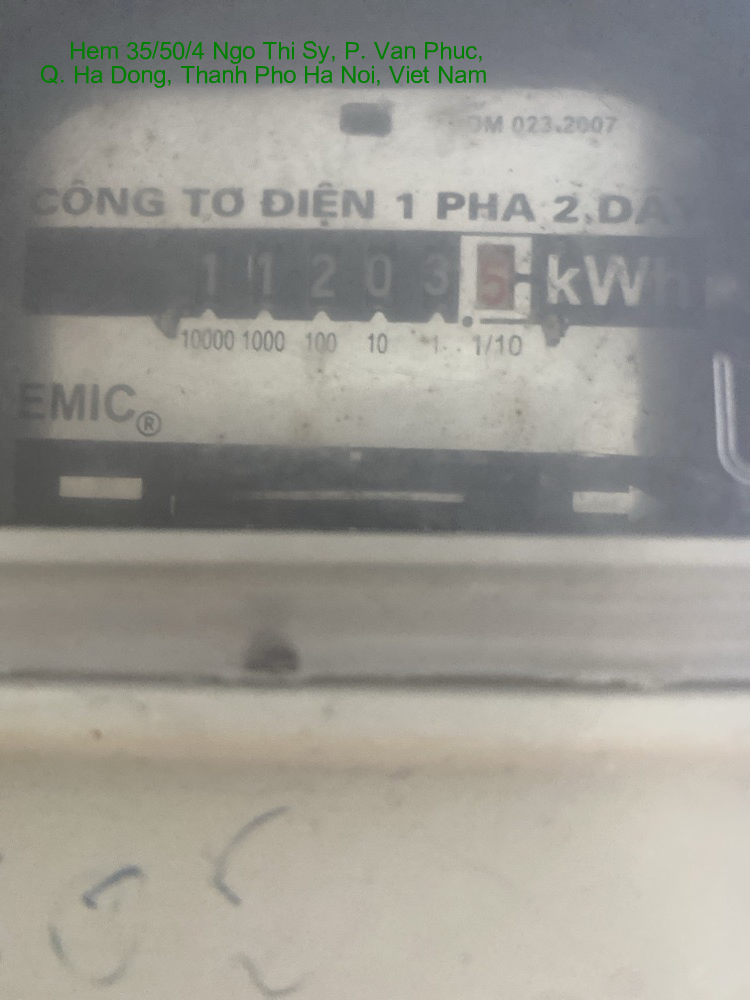 Hem 35/50/4 Ngo Thi Sy, P. Van Phuc,
Q. Ha Dong, Thanh Pho Ha Noi, Viet Nam
ĐM 023.2007
CÔNG TƠ ĐIỆN 1 PHA 2 DÂY
1 1 2 0 3 5 kWh
10000 1000 100 10 1 1/10
EMIC®